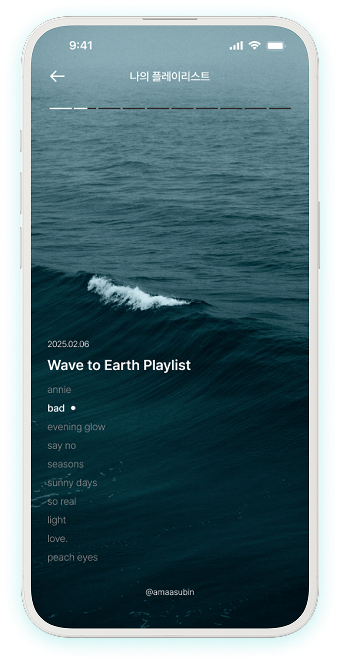 9:41
나의 플레이리스트
2025.02.06
Wave to Earth Playlist
annie
bad
evening glow
say no
seasons
sunny days
so real
light
love.
peach eyes
@amaasubin